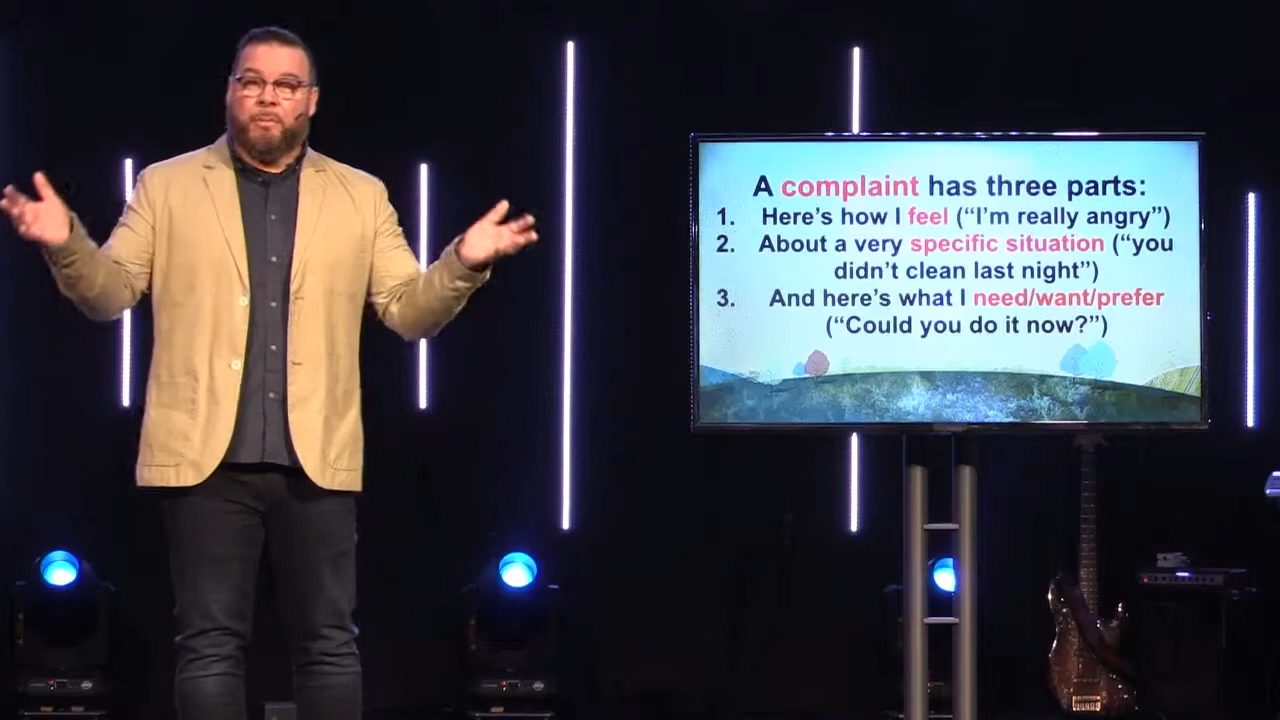 A complaint has three parts:
1. Here’s how I feel (“I’m really angry”)
2. About a very specific situation (“you
didn’t clean last night”)
3. And here’s what I need/want/prefer
(“Could you do it now?”)